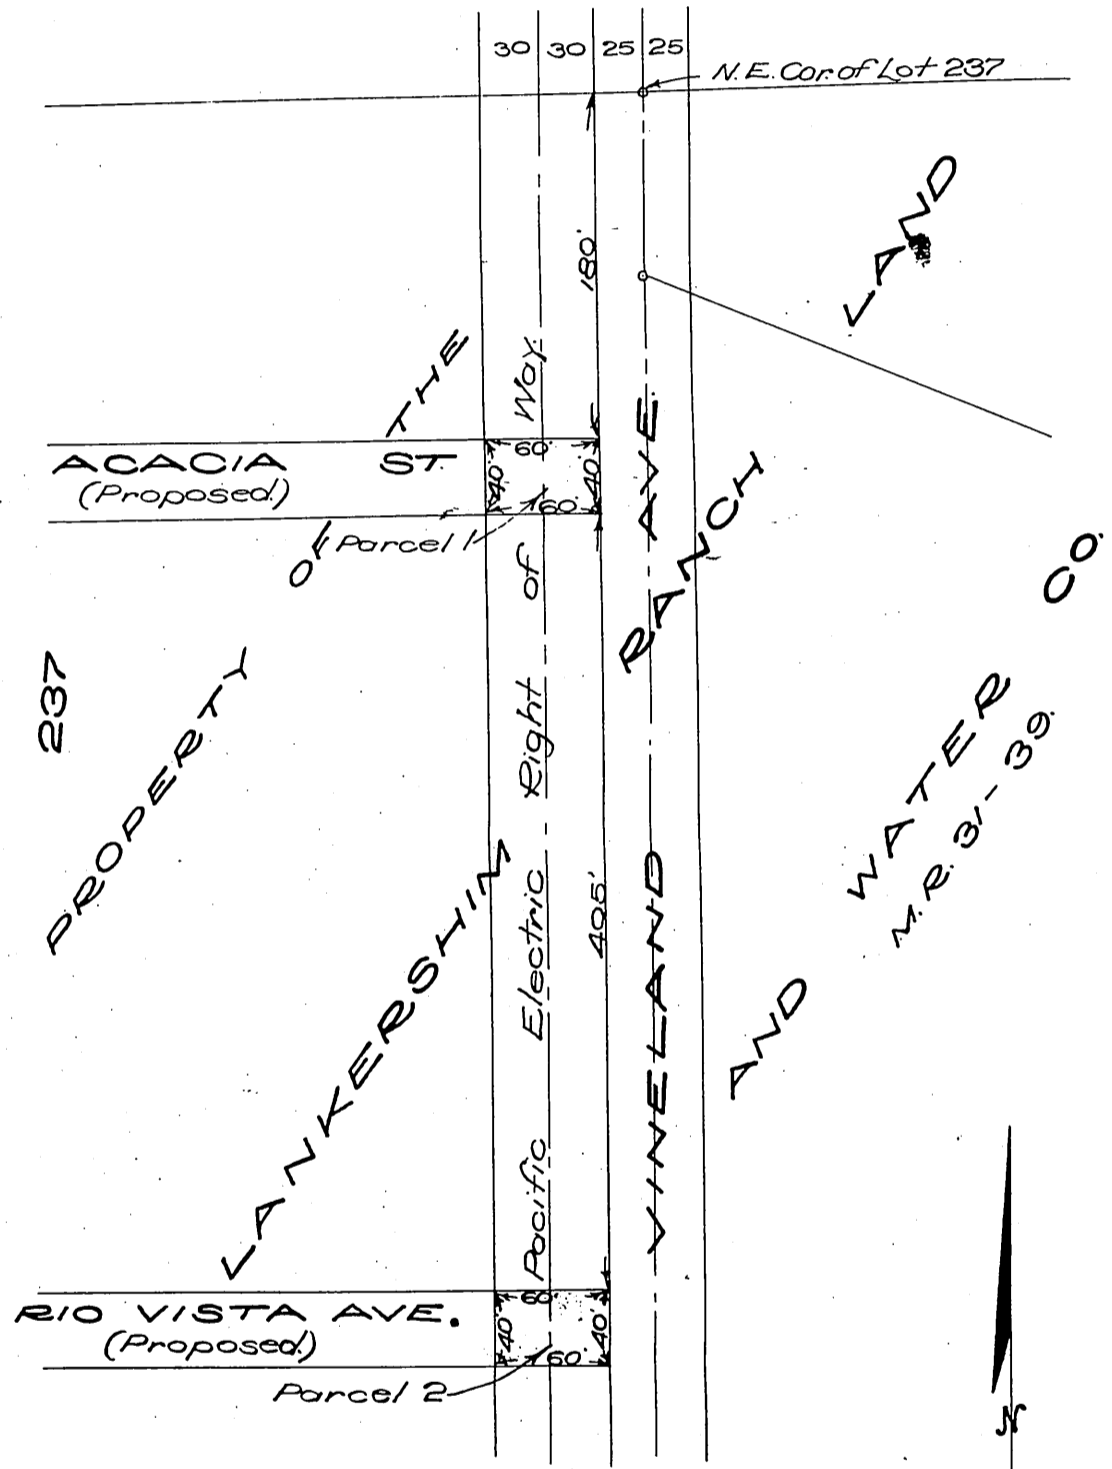 30 30 25 25
N.E. Cor. of Lot 237
180'
ACACIA ST.
(Proposed.)
60'
40' 40'
60'
Parcel 1
Pacific Electric Right of Way.
VINELAND AVE.
405'
237
PROPERTY OF THE
LANKERSHIM RANCH LAND
AND WATER CO.
M.R. 31-39.
RIO VISTA AVE.
(Proposed.)
60'
40' 40'
60'
Parcel 2
N